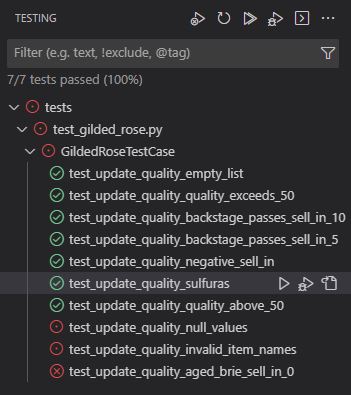 TESTING
Filter (e.g. text, !exclude, @tag)
7/7 tests passed (100%)
tests
test_gilded_rose.py
GildedRoseTestCase
test_update_quality_empty_list
test_update_quality_quality_exceeds_50
test_update_quality_backstage_passes_sell_in_10
test_update_quality_backstage_passes_sell_in_5
test_update_quality_negative_sell_in
test_update_quality_sulfuras
test_update_quality_quality_above_50
test_update_quality_null_values
test_update_quality_invalid_item_names
test_update_quality_aged_brie_sell_in_0